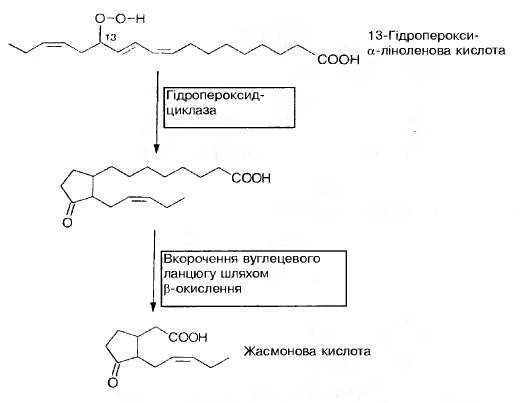 O-O-H
13
COOH
13-Гідроперокси-
α-ліноленова кислота
Гідропероксид-
циклаза
COOH
O
Вкорочення вуглецевого
ланцюгу шляхом
β-окислення
COOH
O
Жасмонова кислота